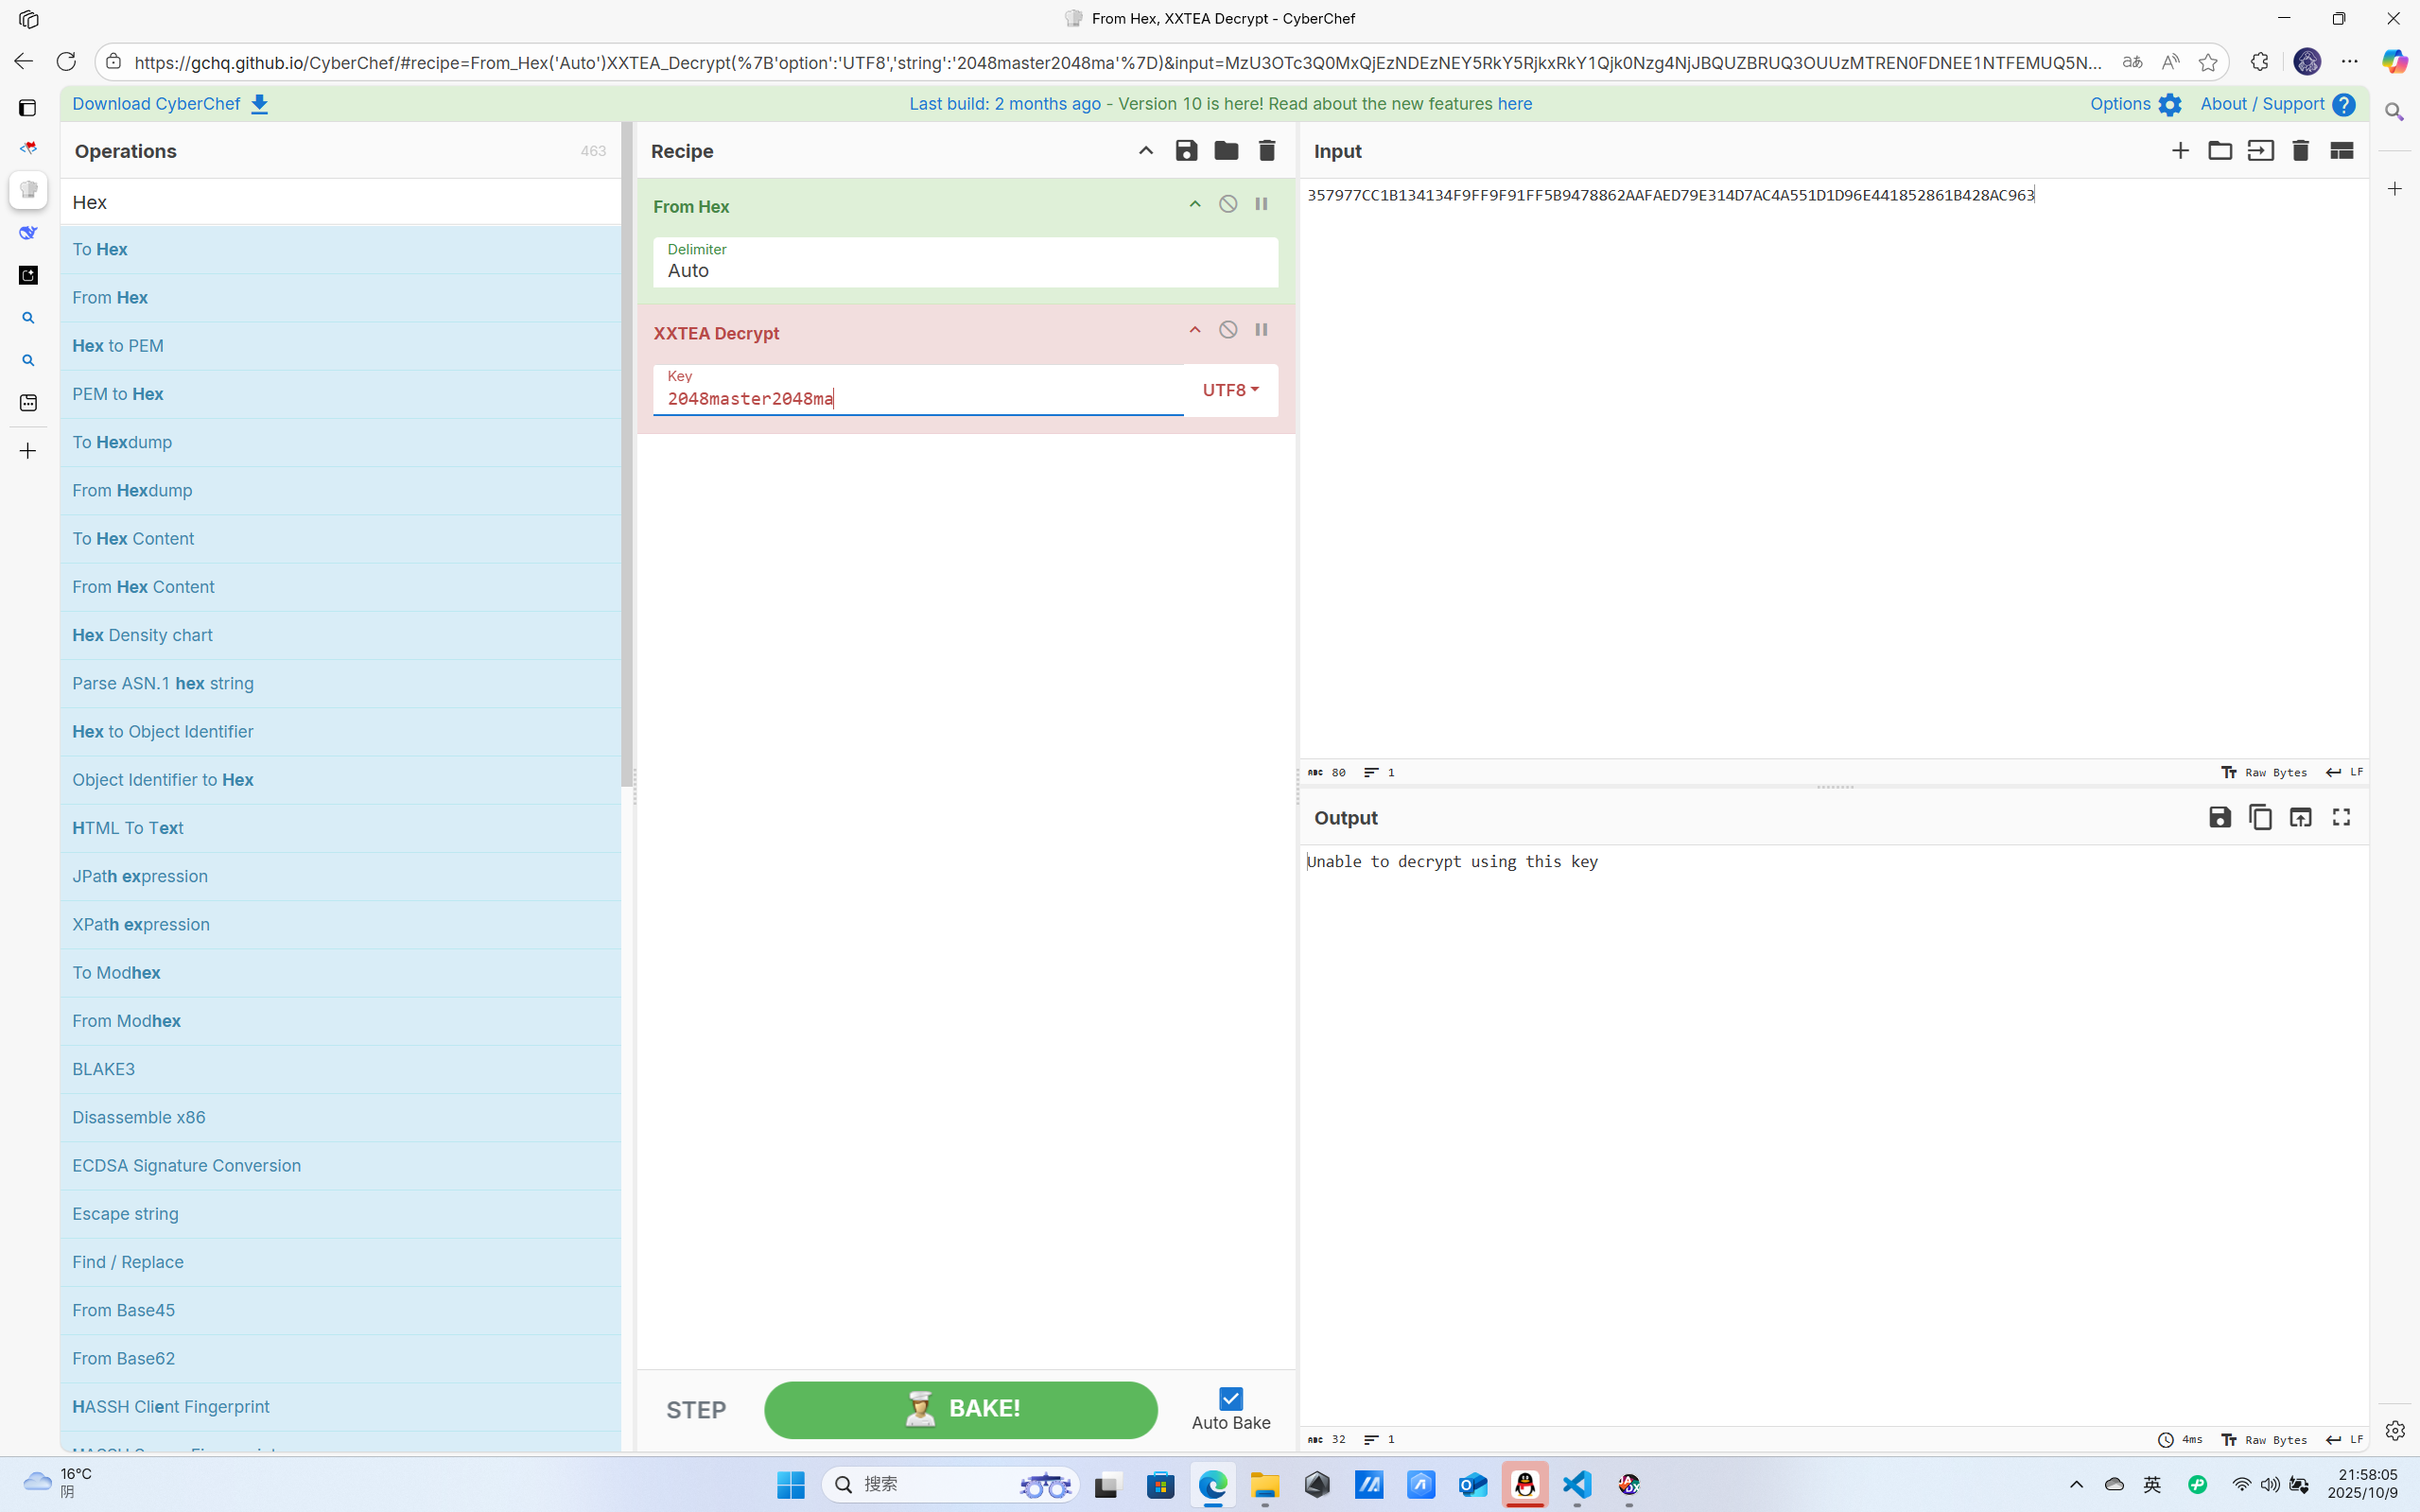 From Hex, XXTEA Decrypt - CyberChef
https://gchq.github.io/CyberChef/#recipe=From_Hex('Auto')XXTEA_Decrypt(%7B'option':'UTF8','string':'2048master2048ma'%7D)&input=MzU3OTc3Q0MxQjEzNDEzNEY5RkY5RjkxRkY1Qjk0Nzg4NjJBQUZBRUQ3OUUzMTREN0FDNEE1NTFEMUQ5N...
Download CyberChef
Last build: 2 months ago - Version 10 is here! Read about the new features here
Options
About / Support
Operations
463
Hex
To Hex
From Hex
Hex to PEM
PEM to Hex
To Hexdump
From Hexdump
To Hex Content
From Hex Content
Hex Density chart
Parse ASN.1 hex string
Hex to Object Identifier
Object Identifier to Hex
HTML To Text
JPath expression
XPath expression
To Modhex
From Modhex
BLAKE3
Disassemble x86
ECDSA Signature Conversion
Escape string
Find / Replace
From Base45
From Base62
HASSH Client Fingerprint
Recipe
From Hex
Delimiter
Auto
XXTEA Decrypt
Key
2048master2048ma
UTF8
STEP
BAKE!
Auto Bake
Input
357977CC1B134134F9FF9F91FF5B9478862AAFAED79E314D7AC4A551D1D96E441852861B428AC963
ABC 80 1
Raw Bytes LF
Output
Unable to decrypt using this key
ABC 32 1
4ms Raw Bytes LF
16°C
阴
搜索
英
21:58:05
2025/10/9